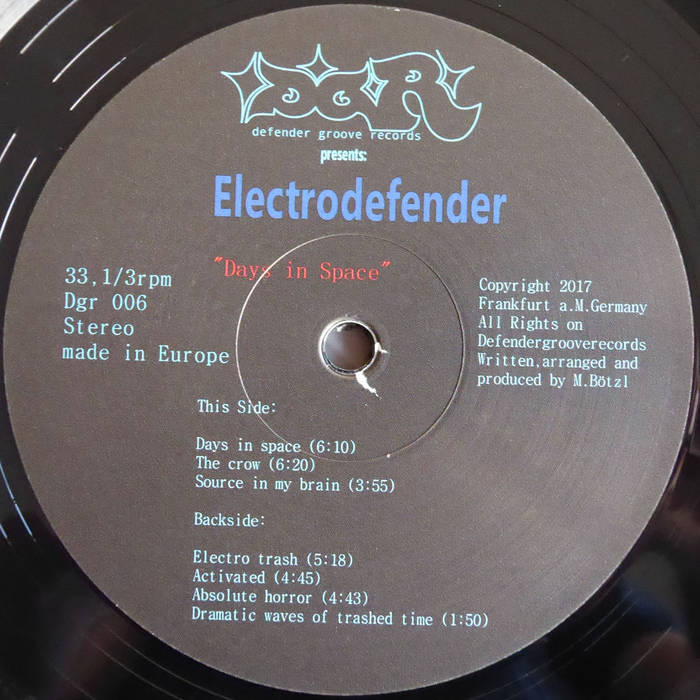 DGR
defender groove records
presents:
Electrodefender
"Days in Space"
33,1/3rpm
Dgr 006
Stereo
made in Europe
Copyright 2017
Frankfurt a.M.Germany
All Rights on
Defendergrooverecords
Written,arranged and
produced by M.Bötzl
This Side:
Days in space (6:10)
The crow (6:20)
Source in my brain (3:55)
Backside:
Electro trash (5:18)
Activated (4:45)
Absolute horror (4:43)
Dramatic waves of trashed time (1:50)